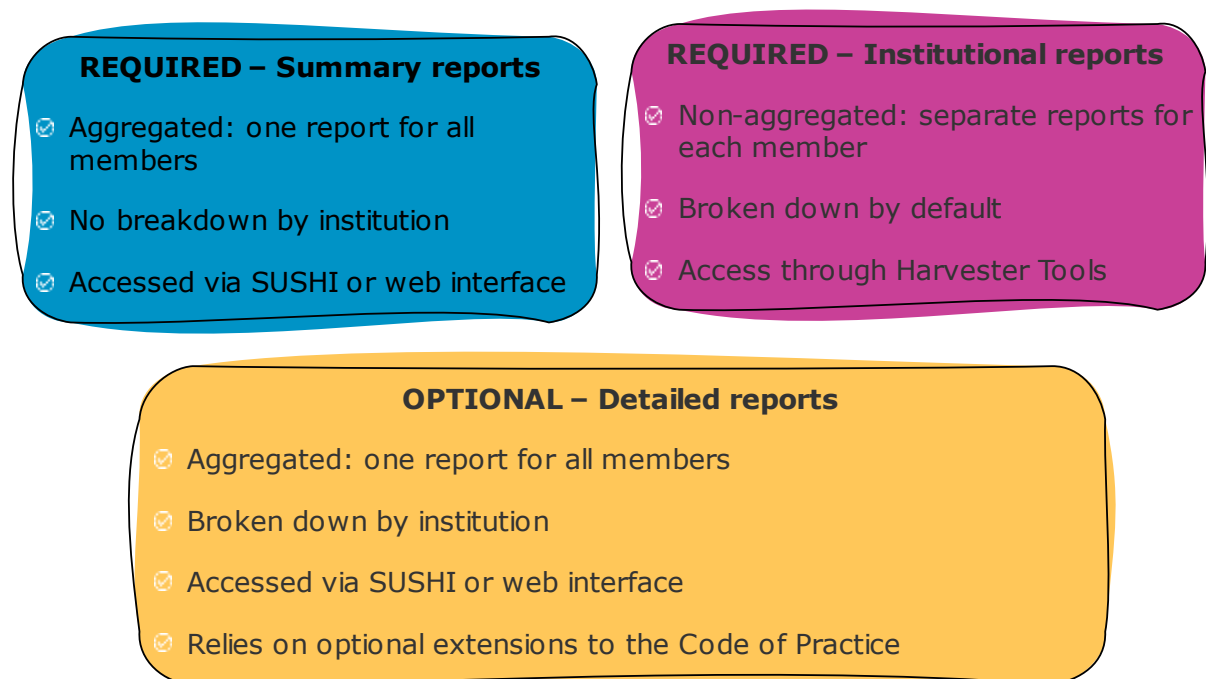 REQUIRED – Summary reports
Aggregated: one report for all
members
No breakdown by institution
Accessed via SUSHI or web interface
REQUIRED – Institutional reports
Non-aggregated: separate reports for
each member
Broken down by default
Access through Harvester Tools
OPTIONAL – Detailed reports
Aggregated: one report for all members
Broken down by institution
Accessed via SUSHI or web interface
Relies on optional extensions to the Code of Practice